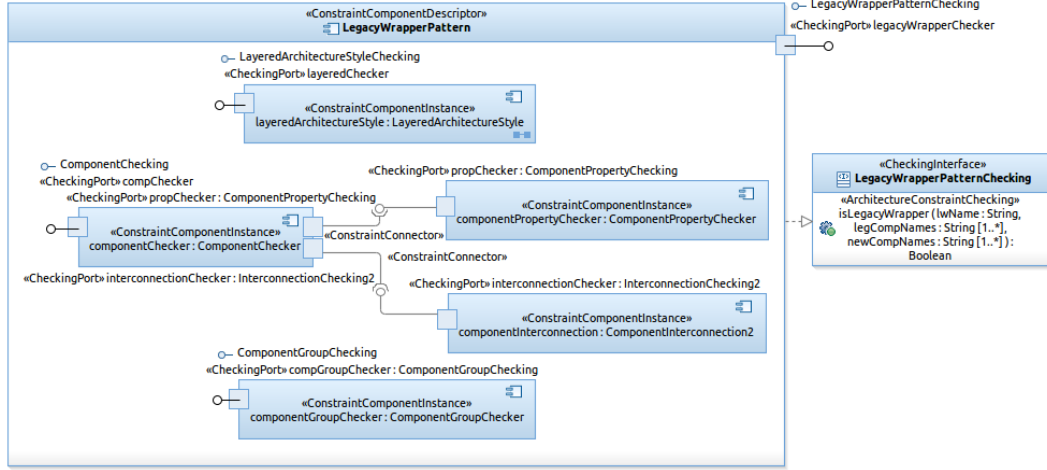 «ConstraintComponentDescriptor»
LegacyWrapperPattern
LegacyWrapperPatternChecking
«CheckingPort» legacyWrapperChecker
LayeredArchitectureStyleChecking
«CheckingPort» layeredChecker
«ConstraintComponentInstance»
layeredArchitectureStyle : LayeredArchitectureStyle
ComponentChecking
«CheckingPort» compChecker
«CheckingPort» propChecker : ComponentPropertyChecking
«ConstraintComponentInstance»
componentChecker : ComponentChecker
«CheckingPort» interconnectionChecker : InterconnectionChecking2
«CheckingPort» propChecker : ComponentPropertyChecking
«ConstraintComponentInstance»
componentPropertyChecker : ComponentPropertyChecker
«ConstraintConnector»
«ConstraintConnector»
«CheckingPort» interconnectionChecker : InterconnectionChecking2
«ConstraintComponentInstance»
componentInterconnection : ComponentInterconnection2
ComponentGroupChecking
«CheckingPort» compGroupChecker : ComponentGroupChecking
«ConstraintComponentInstance»
componentGroupChecker : ComponentGroupChecker
«CheckingInterface»
LegacyWrapperPatternChecking
«ArchitectureConstraintChecking»
isLegacyWrapper ( lwName : String,
legCompNames : String [1..*],
newCompNames : String [1..*] ) :
Boolean